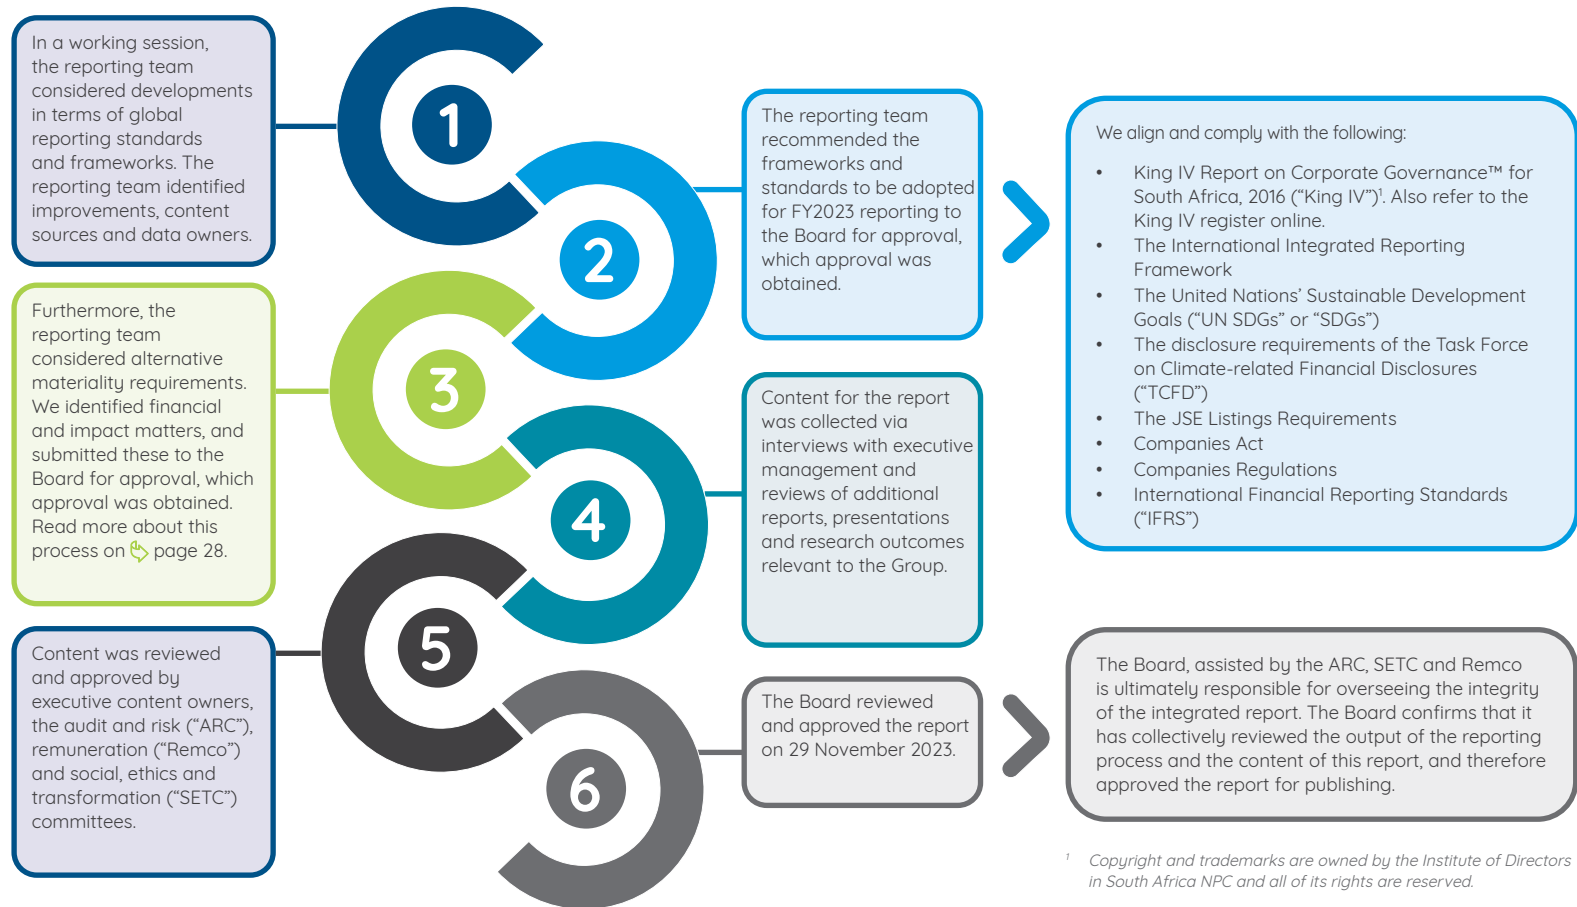 In a working session,
the reporting team
considered developments
in terms of global
reporting standards
and frameworks. The
reporting team identified
improvements, content
sources and data owners.
1
2
The reporting team
recommended the
frameworks and
standards to be adopted
for FY2023 reporting to
the Board for approval,
which approval was
obtained.
We align and comply with the following:
• King IV Report on Corporate Governance™ for
South Africa, 2016 (“King IV”)¹. Also refer to the
King IV register online.
• The International Integrated Reporting
Framework
• The United Nations’ Sustainable Development
Goals (“UN SDGs” or “SDGs”)
• The disclosure requirements of the Task Force
on Climate-related Financial Disclosures
(“TCFD”)
• The JSE Listings Requirements
• Companies Act
• Companies Regulations
• International Financial Reporting Standards
(“IFRS”)
Furthermore, the
reporting team
considered alternative
materiality requirements.
We identified financial
and impact matters, and
submitted these to the
Board for approval, which
approval was obtained.
Read more about this
process on page 28.
3
4
Content for the report
was collected via
interviews with executive
management and
reviews of additional
reports, presentations
and research outcomes
relevant to the Group.
Content was reviewed
and approved by
executive content owners,
the audit and risk (“ARC”),
remuneration (“Remco”)
and social, ethics and
transformation (“SETC”)
committees.
5
6
The Board reviewed
and approved the report
on 29 November 2023.
The Board, assisted by the ARC, SETC and Remco
is ultimately responsible for overseeing the integrity
of the integrated report. The Board confirms that it
has collectively reviewed the output of the reporting
process and the content of this report, and therefore
approved the report for publishing.
¹ Copyright and trademarks are owned by the Institute of Directors
in South Africa NPC and all of its rights are reserved.